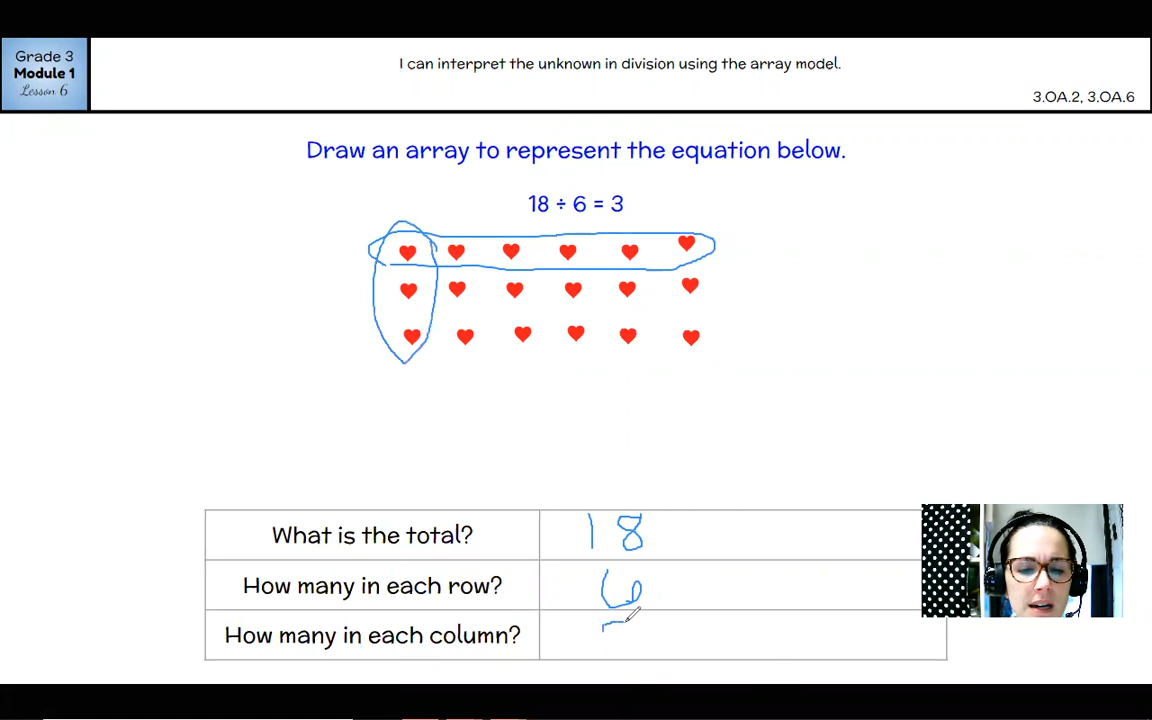 Grade 3
Module 1
Lesson 6
I can interpret the unknown in division using the array model.
3.OA.2, 3.OA.6
Draw an array to represent the equation below.
18 ÷ 6 = 3
What is the total? 18
How many in each row? 6
How many in each column?